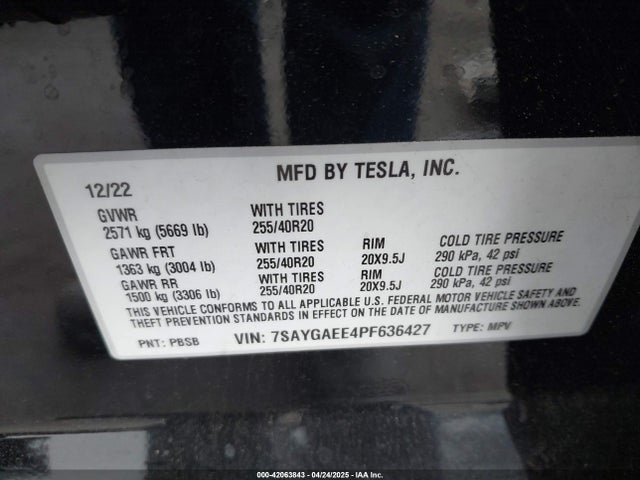 MFD BY TESLA, INC.
12/22
GVWR WITH TIRES
2571 kg (5669 lb) 255/40R20
GAWR FRT WITH TIRES RIM COLD TIRE PRESSURE
1363 kg (3004 lb) 255/40R20 20X9.5J 290 kPa, 42 psi
GAWR RR WITH TIRES RIM COLD TIRE PRESSURE
1500 kg (3306 lb) 255/40R20 20X9.5J 290 kPa, 42 psi
THIS VEHICLE CONFORMS TO ALL APPLICABLE U.S. FEDERAL MOTOR VEHICLE SAFETY AND
THEFT PREVENTION STANDARDS IN EFFECT ON THE DATE OF MANUFACTURE SHOWN ABOVE.
PNT: PBSB VIN: 7SAYGAEE4PF636427 TYPE: MPV
000-42063843 - 04/24/2025 - IAA Inc.